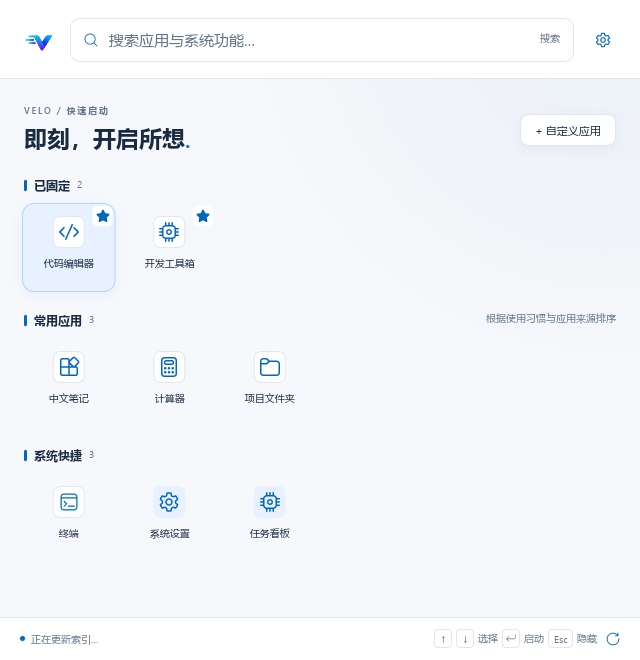 搜索应用与系统功能... 搜索
VELO / 快速启动
即刻，开启所想.
+ 自定义应用
已固定 2
代码编辑器 开发工具箱
常用应用 3 根据使用习惯与应用来源排序
中文笔记 计算器 项目文件夹
系统快捷 3
终端 系统设置 任务看板
正在更新索引... ↑ ↓ 选择 ↵ 启动 Esc 隐藏